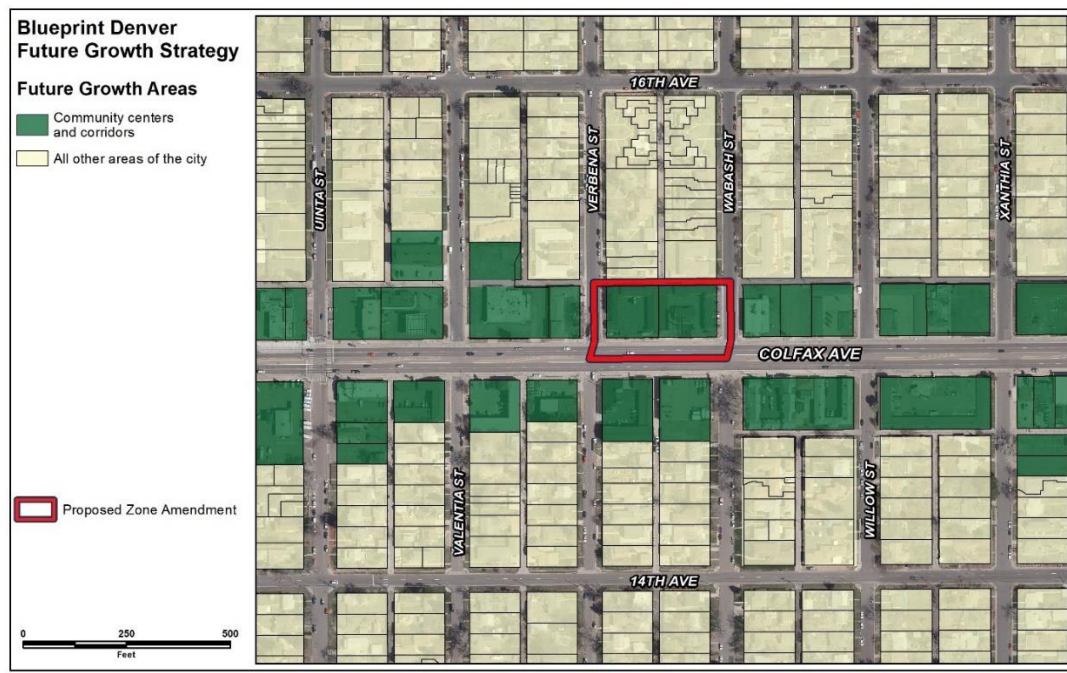 Blueprint Denver
Future Growth Strategy
Future Growth Areas
Community centers
and corridors
All other areas of the city
Proposed Zone Amendment
0 250 500
Feet
16TH AVE
UINTA ST
VERBENA ST
WABASH ST
XANTHIA ST
COLFAX AVE
VALENTIA ST
WILLOW ST
14TH AVE